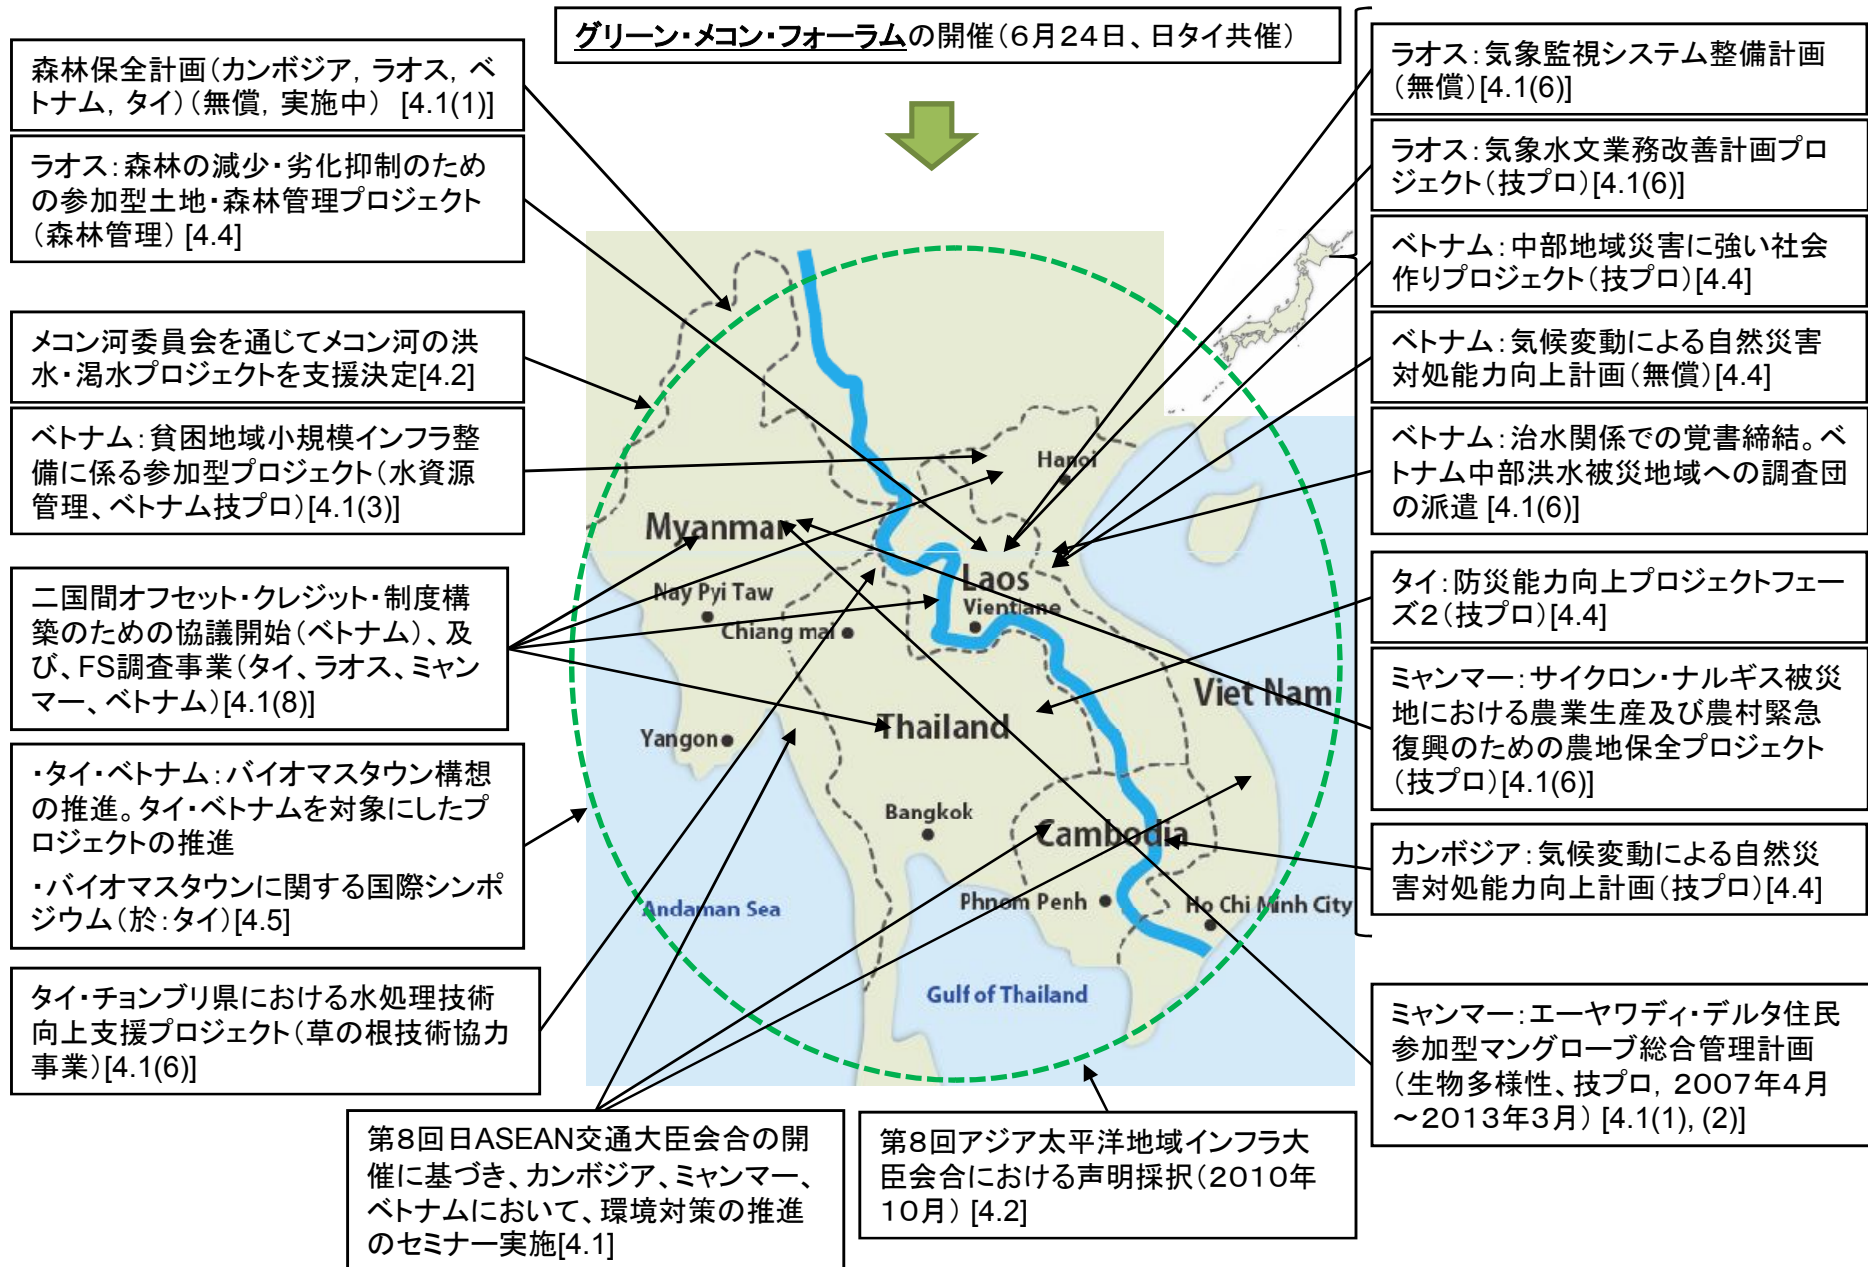 グリーン・メコン・フォーラムの開催(6月24日、日タイ共催)
森林保全計画(カンボジア, ラオス, ベ
トナム, タイ)(無償, 実施中) [4.1(1)]
ラオス:森林の減少・劣化抑制のため
の参加型土地・森林管理プロジェクト
(森林管理) [4.4]
メコン河委員会を通じてメコン河の洪
水・渇水プロジェクトを支援決定[4.2]
ベトナム:貧困地域小規模インフラ整
備に係る参加型プロジェクト(水資源
管理、ベトナム技プロ)[4.1(3)]
二国間オフセット・クレジット・制度構
築のための協議開始(ベトナム)、及
び、FS調査事業(タイ、ラオス、ミャン
マー、ベトナム)[4.1(8)]
・タイ・ベトナム:バイオマスタウン構想
の推進。タイ・ベトナムを対象にしたプ
ロジェクトの推進
・バイオマスタウンに関する国際シンポ
ジウム(於:タイ)[4.5]
タイ・チョンブリ県における水処理技術
向上支援プロジェクト(草の根技術協力
事業)[4.1(6)]
第8回日ASEAN交通大臣会合の開
催に基づき、カンボジア、ミャンマー、
ベトナムにおいて、環境対策の推進
のセミナー実施[4.1]
第8回アジア太平洋地域インフラ大
臣会合における声明採択(2010年
10月) [4.2]
ラオス:気象監視システム整備計画
(無償)[4.1(6)]
ラオス:気象水文業務改善計画プロ
ジェクト(技プロ)[4.1(6)]
ベトナム:中部地域災害に強い社会
作りプロジェクト(技プロ)[4.4]
ベトナム:気候変動による自然災害
対処能力向上計画(無償)[4.4]
ベトナム:治水関係での覚書締結。ベ
トナム中部洪水被災地域への調査団
の派遣 [4.1(6)]
タイ:防災能力向上プロジェクトフェー
ズ2(技プロ)[4.4]
ミャンマー:サイクロン・ナルギス被災
地における農業生産及び農村緊急
復興のための農地保全プロジェクト
(技プロ)[4.1(6)]
カンボジア:気候変動による自然災
害対処能力向上計画(技プロ)[4.4]
ミャンマー:エーヤワディ・デルタ住民
参加型マングローブ総合管理計画
(生物多様性、技プロ, 2007年4月
~2013年3月) [4.1(1), (2)]
Hanoi
Myanmar
Laos
Nay Pyi Taw
Vientiane
Chiang mai
Viet Nam
Thailand
Yangon
Bangkok
Cambodia
Phnom Penh
Ho Chi Minh City
Andaman Sea
Gulf of Thailand